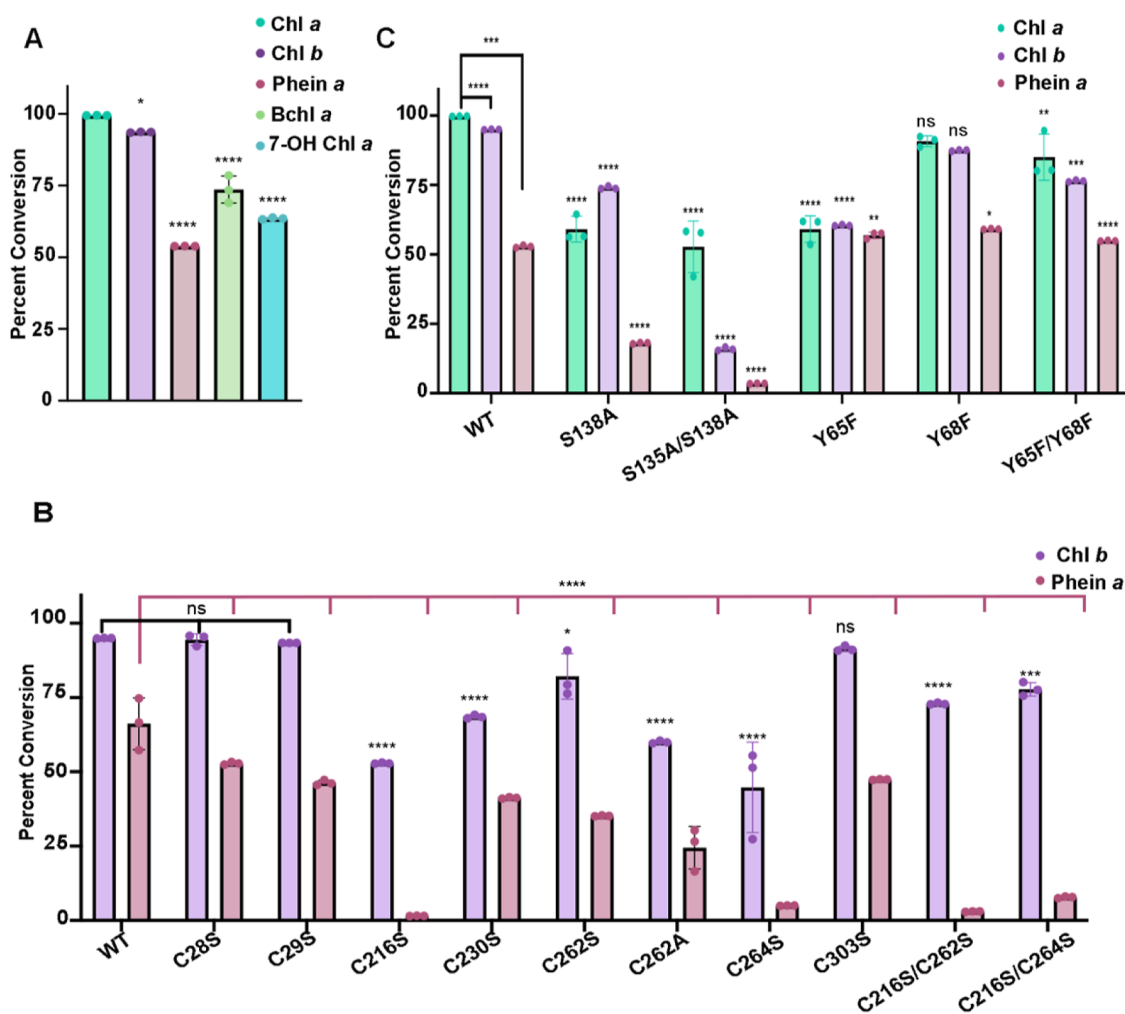 A
Chl a
Chl b
Phein a
Bchl a
7-OH Chl a
Percent Conversion
100
75
50
25
0
*
****
****
****
C
Chl a
Chl b
Phein a
Percent Conversion
100
75
50
25
0
***
****
****
****
****
****
****
****
****
****
**
ns
ns
*
**
***
****
WT
S138A
S135A/S138A
Y65F
Y68F
Y65F/Y68F
B
Chl b
Phein a
Percent Conversion
100
75
50
25
0
****
ns
****
****
*
****
****
ns
****
***
WT
C28S
C29S
C216S
C230S
C262S
C262A
C264S
C303S
C216S/C262S
C216S/C264S